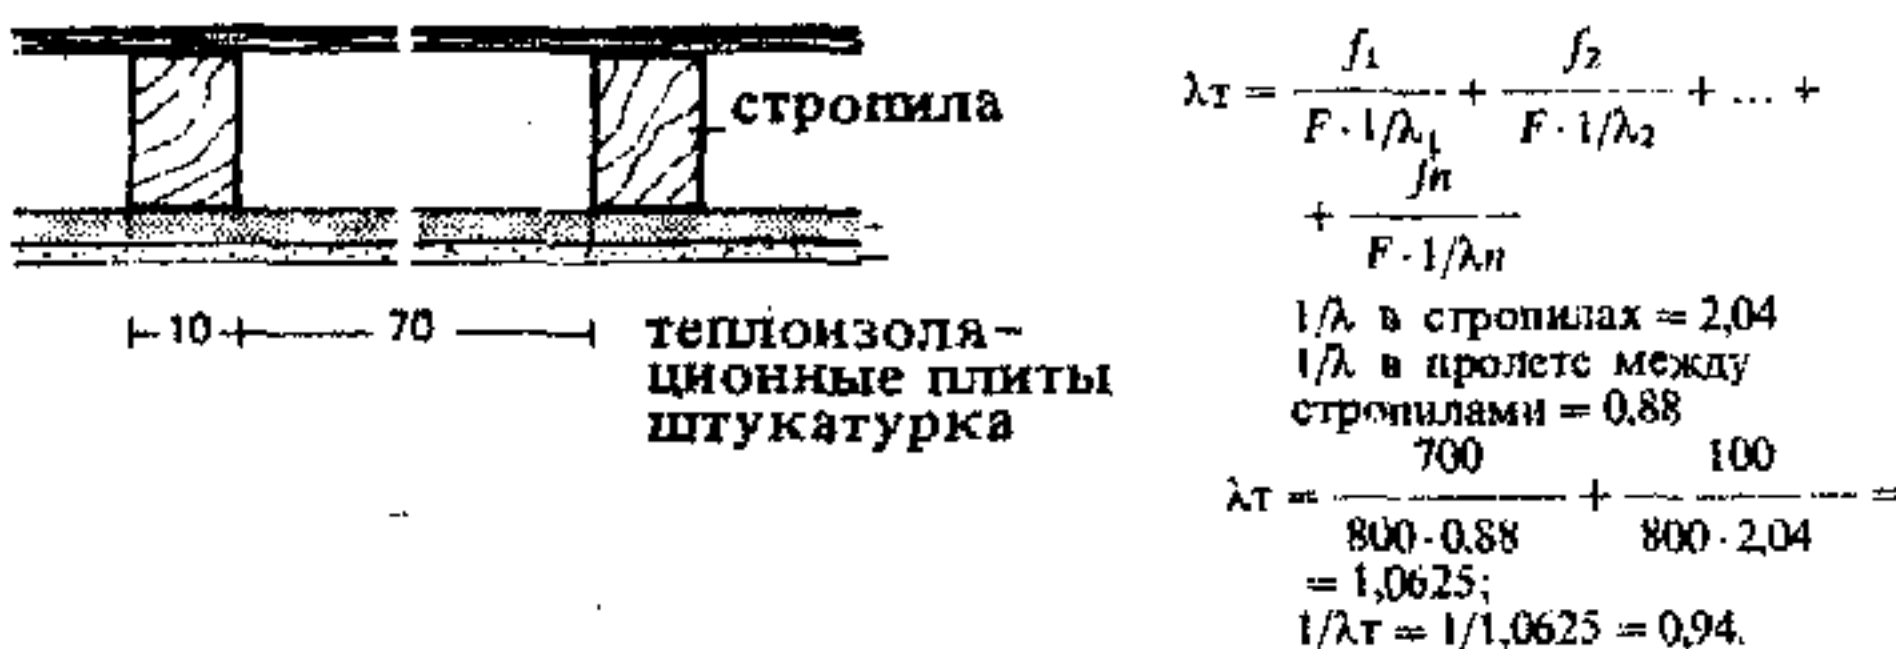 стропила
10 70
теплоизоля-
ционные плиты
штукатурка
λт = f1 / (F · 1/λ1) + f2 / (F · 1/λ2) + ... +
+ fn / (F · 1/λn)
1/λ в стропилах = 2,04
1/λ в пролете между
стропилами = 0.88
λт = 700 / (800 · 0.88) + 100 / (800 · 2,04) =
= 1,0625;
1/λт = 1/1,0625 = 0,94.